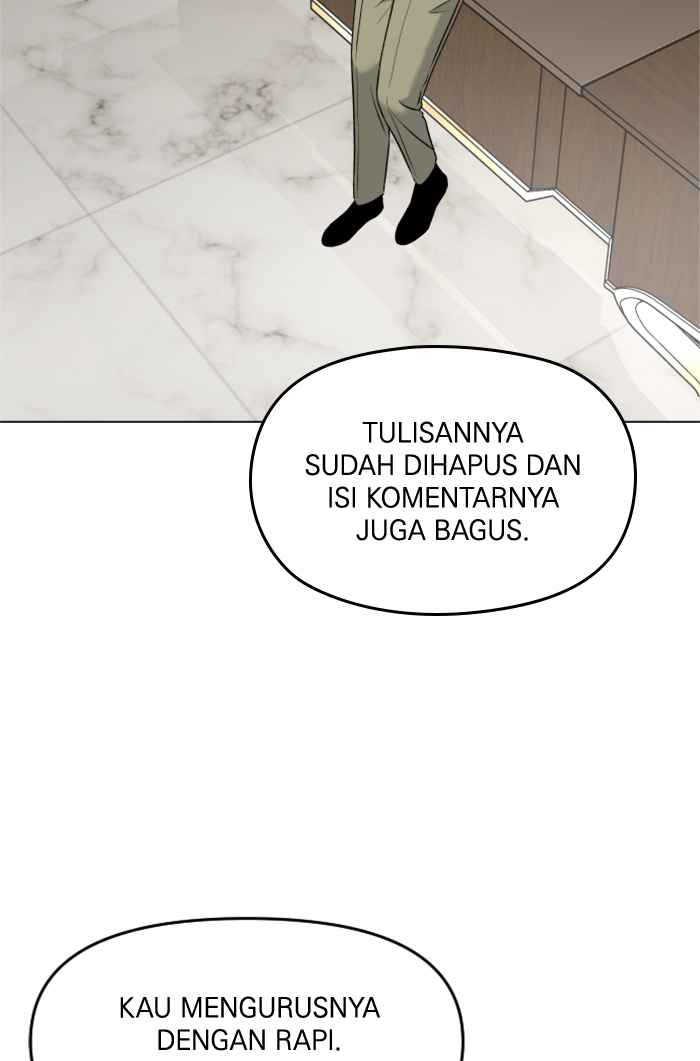 TULISANNYA
SUDAH DIHAPUS DAN
ISI KOMENTARNYA
JUGA BAGUS.
KAU MENGURUSNYA
DENGAN RAPI.